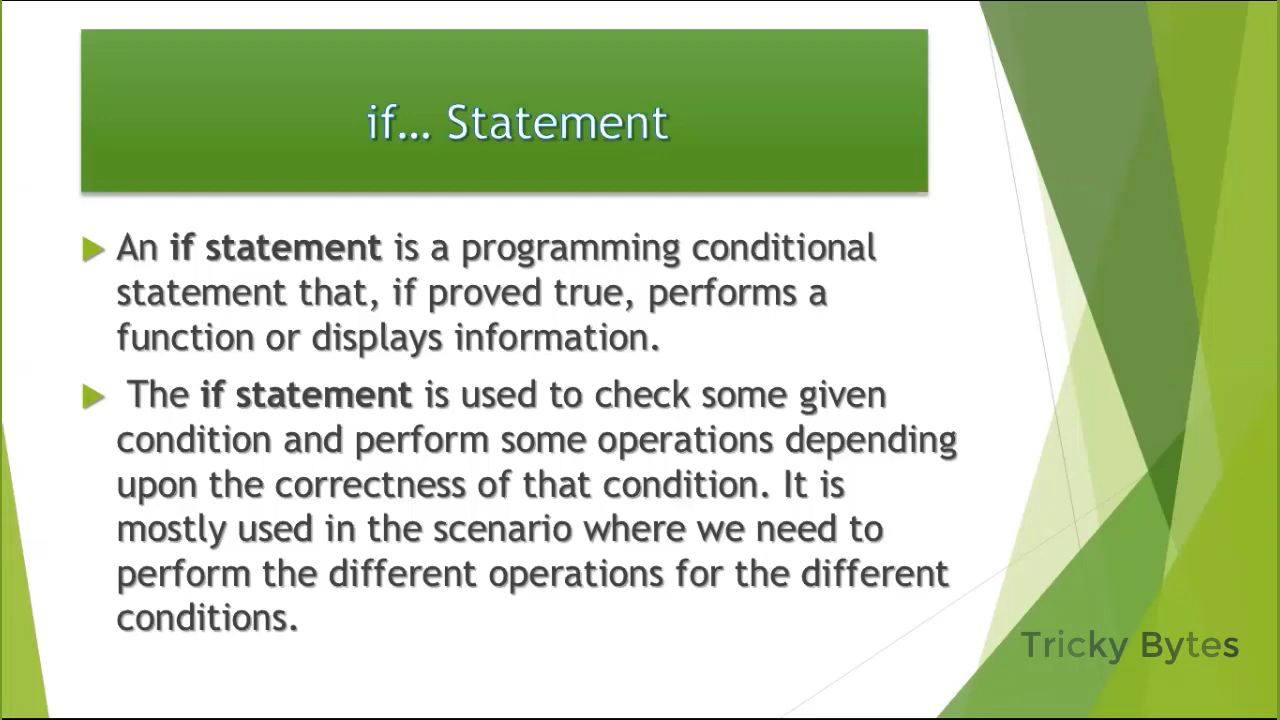 if... Statement
An if statement is a programming conditional
statement that, if proved true, performs a
function or displays information.
The if statement is used to check some given
condition and perform some operations depending
upon the correctness of that condition. It is
mostly used in the scenario where we need to
perform the different operations for the different
conditions.
Tricky Bytes